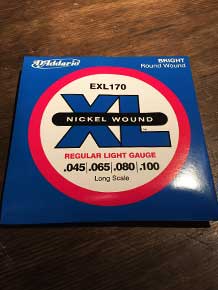 D'Addario
BRIGHT
Round Wound
EXL170
XL
NICKEL WOUND
REGULAR LIGHT GAUGE
.045 .065 .080 .100
Long Scale